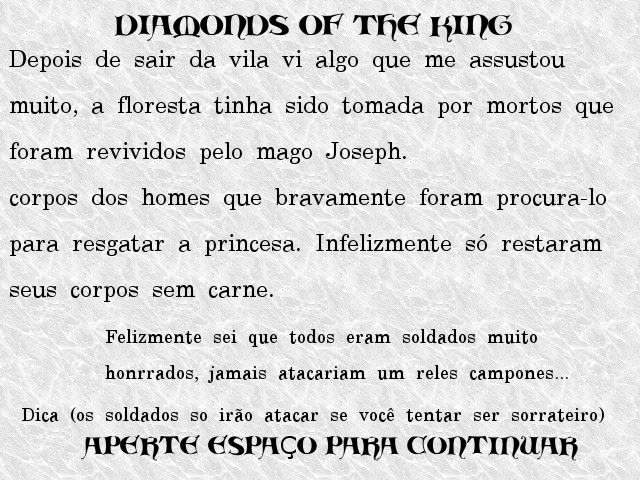 DIAMONDS OF THE KING
Depois de sair da vila vi algo que me assustou
muito, a floresta tinha sido tomada por mortos que
foram revividos pelo mago Joseph.
corpos dos homes que bravamente foram procura-lo
para resgatar a princesa. Infelizmente só restaram
seus corpos sem carne.
Felizmente sei que todos eram soldados muito
honrrados, jamais atacariam um reles campones...
Dica (os soldados so irão atacar se você tentar ser sorrateiro)
APERTE ESPAÇO PARA CONTINUAR